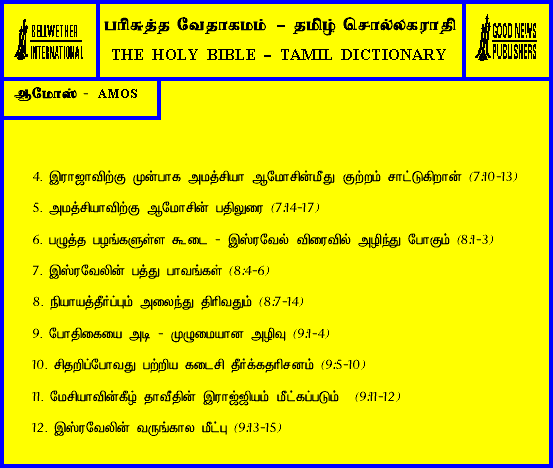 BELLWETHER
INTERNATIONAL
பரிசுத்த வேதாகமம் – தமிழ் சொல்லகராதி
THE HOLY BIBLE – TAMIL DICTIONARY
GOOD NEWS
PUBLISHERS
ஆமோஸ் - AMOS
4. இராஜாவிற்கு முன்பாக அமத்சியா ஆமோசின்மீது குற்றம் சாட்டுகிறான் (7:10-13)
5. அமத்சியாவிற்கு ஆமோசின் பதிலுரை (7:14-17)
6. பழுத்த பழங்களுள்ள கூடை - இஸ்ரவேல் விரைவில் அழிந்து போகும் (8:1-3)
7. இஸ்ரவேலின் பத்து பாவங்கள் (8:4-6)
8. நியாயத்தீர்ப்பும் அலைந்து திரிவதும் (8:7-14)
9. போதிகையை அடி - முழுமையான அழிவு (9:1-4)
10. சிதறிப்போவது பற்றிய கடைசி தீர்க்கதரிசனம் (9:5-10)
11. மேசியாவின்கீழ் தாவீதின் இராஜ்ஜியம் மீட்கப்படும் (9:11-12)
12. இஸ்ரவேலின் வருங்கால மீட்பு (9:13-15)